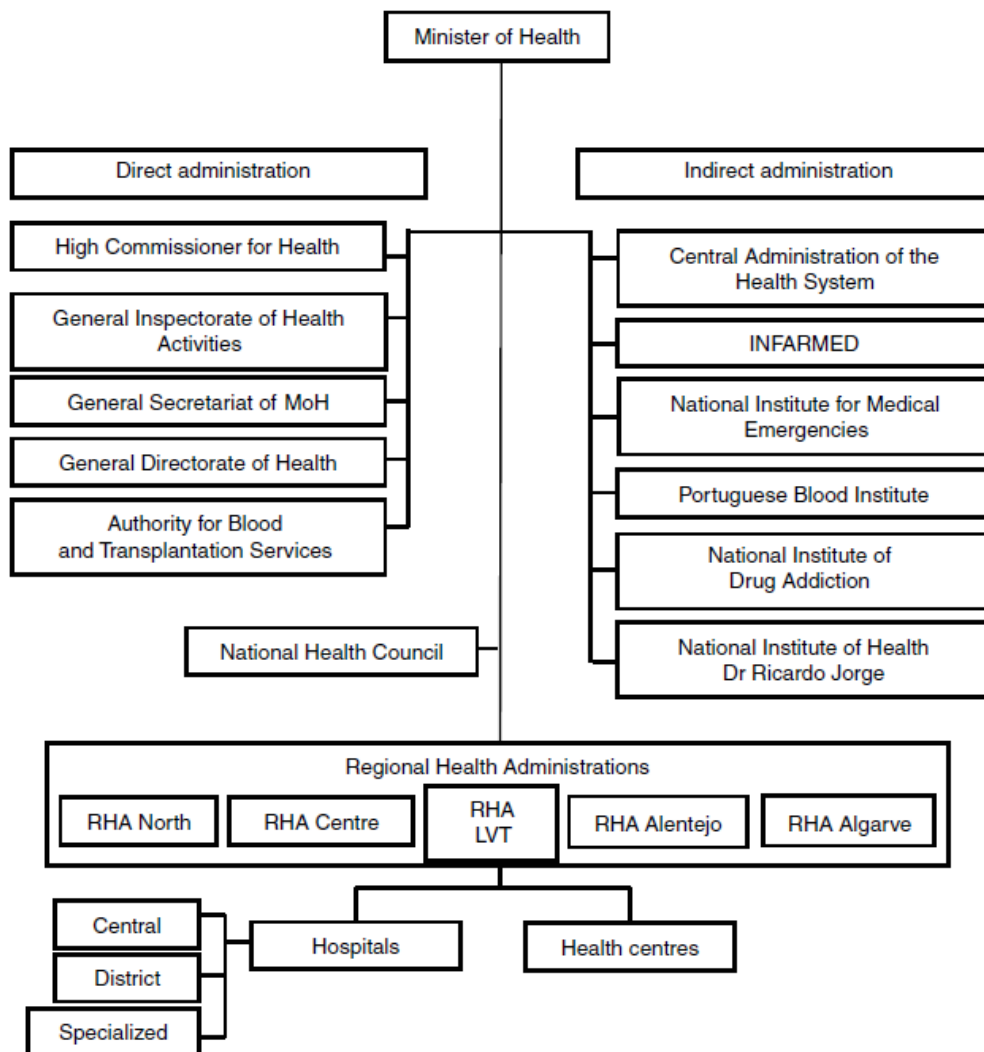 Minister of Health
Direct administration
Indirect administration
High Commissioner for Health
General Inspectorate of Health
Activities
General Secretariat of MoH
General Directorate of Health
Authority for Blood
and Transplantation Services
Central Administration of the
Health System
INFARMED
National Institute for Medical
Emergencies
Portuguese Blood Institute
National Institute of
Drug Addiction
National Institute of Health
Dr Ricardo Jorge
National Health Council
Regional Health Administrations
RHA North
RHA Centre
RHA
LVT
RHA Alentejo
RHA Algarve
Hospitals
Health centres
Central
District
Specialized